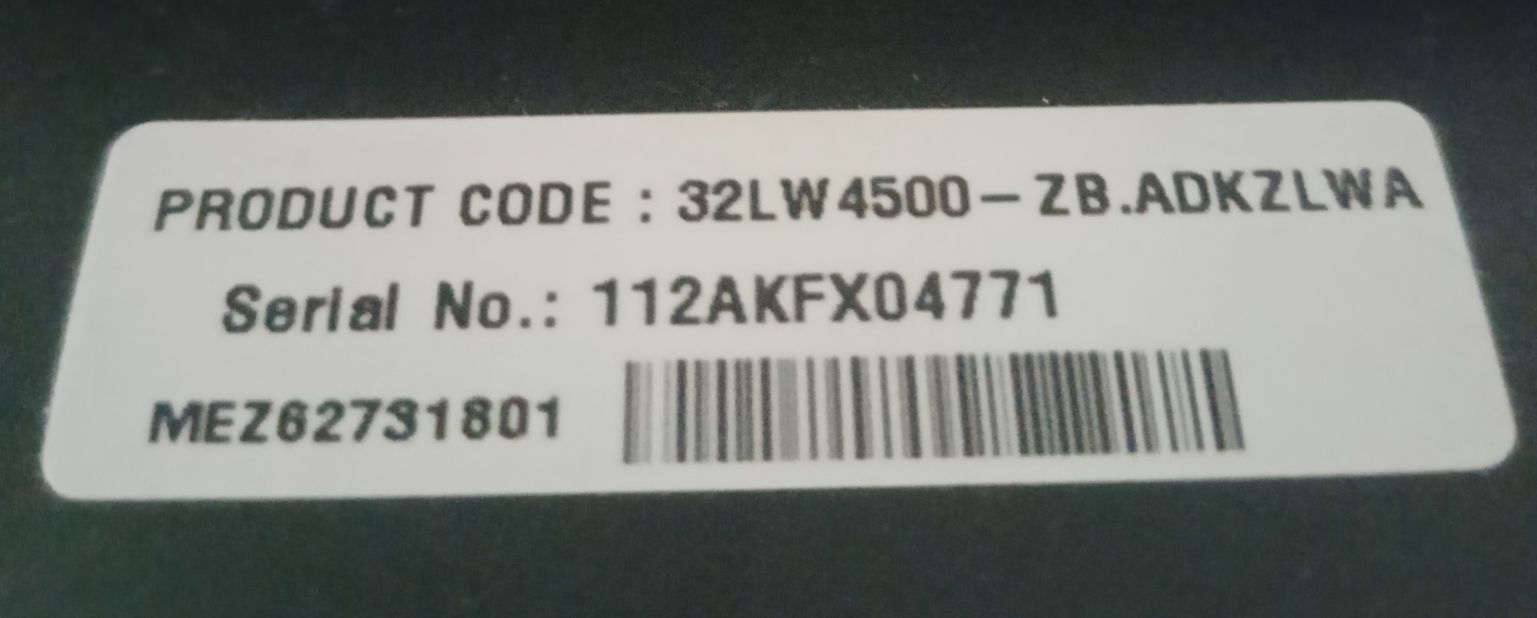 PRODUCT CODE : 32LW4500-ZB.ADKZLWA
Serial No.: 112AKFX04771
MEZ62731801